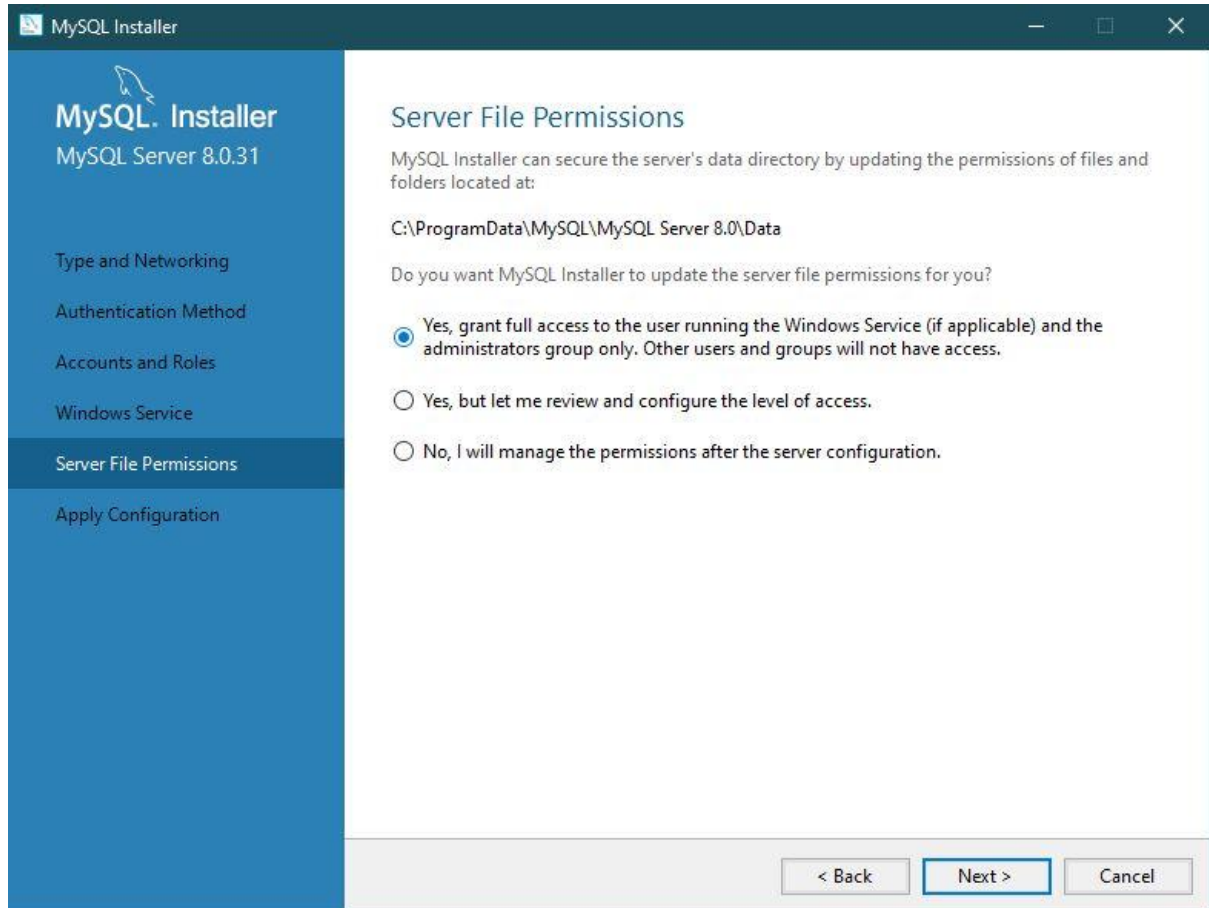 MySQL Installer
MySQL. Installer
MySQL Server 8.0.31
Type and Networking
Authentication Method
Accounts and Roles
Windows Service
Server File Permissions
Apply Configuration
Server File Permissions
MySQL Installer can secure the server's data directory by updating the permissions of files and
folders located at:
C:\ProgramData\MySQL\MySQL Server 8.0\Data
Do you want MySQL Installer to update the server file permissions for you?
Yes, grant full access to the user running the Windows Service (if applicable) and the
administrators group only. Other users and groups will not have access.
Yes, but let me review and configure the level of access.
No, I will manage the permissions after the server configuration.
< Back
Next >
Cancel